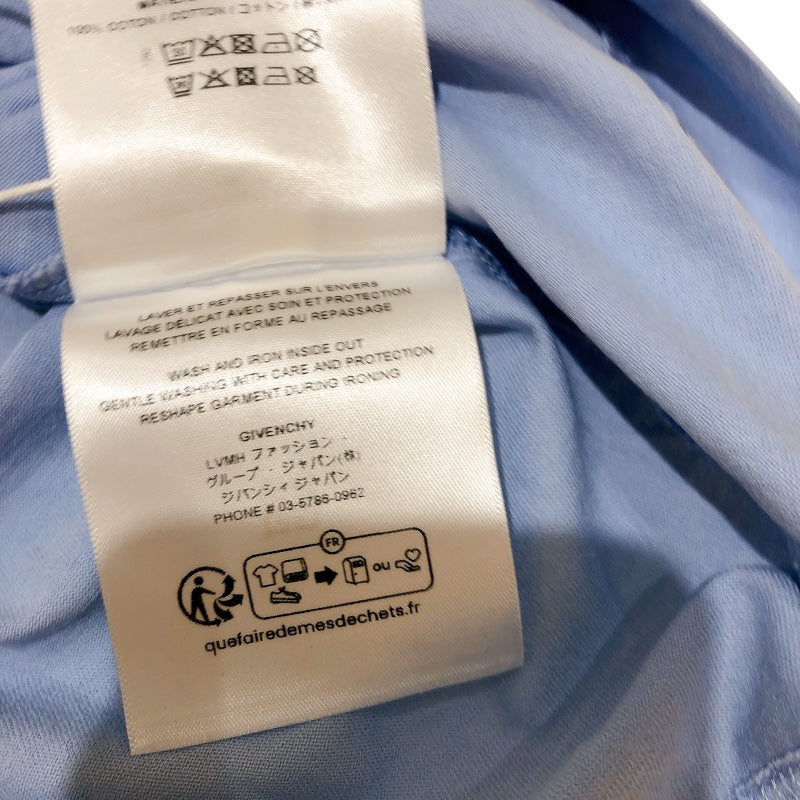 100% COTON / COTTON / コットン /
30
30
LAVER ET REPASSER SUR L'ENVERS
LAVAGE DÉLICAT AVEC SOIN ET PROTECTION
REMETTRE EN FORME AU REPASSAGE
WASH AND IRON INSIDE OUT
GENTLE WASHING WITH CARE AND PROTECTION
RESHAPE GARMENT DURING IRONING
GIVENCHY
LVMH ファッション ·
グループ · ジャパン(株)
ジバンシィ ジャパン
PHONE # 03-5786-0962
FR
ou
quefairedemesdechets.fr